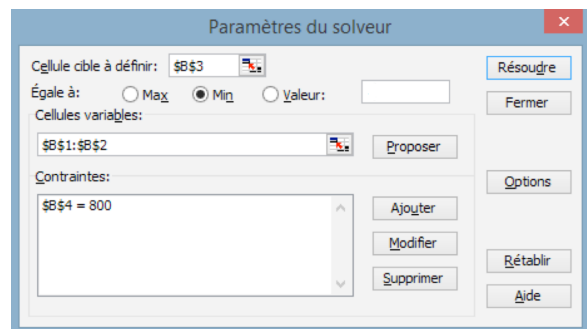 Paramètres du solveur
Cellule cible à définir: $B$3
Résoudre
Égale à: Max Min Valeur:
Fermer
Cellules variables:
$B$1:$B$2
Proposer
Contraintes:
Options
$B$4 = 800
Ajouter
Modifier
Supprimer
Rétablir
Aide